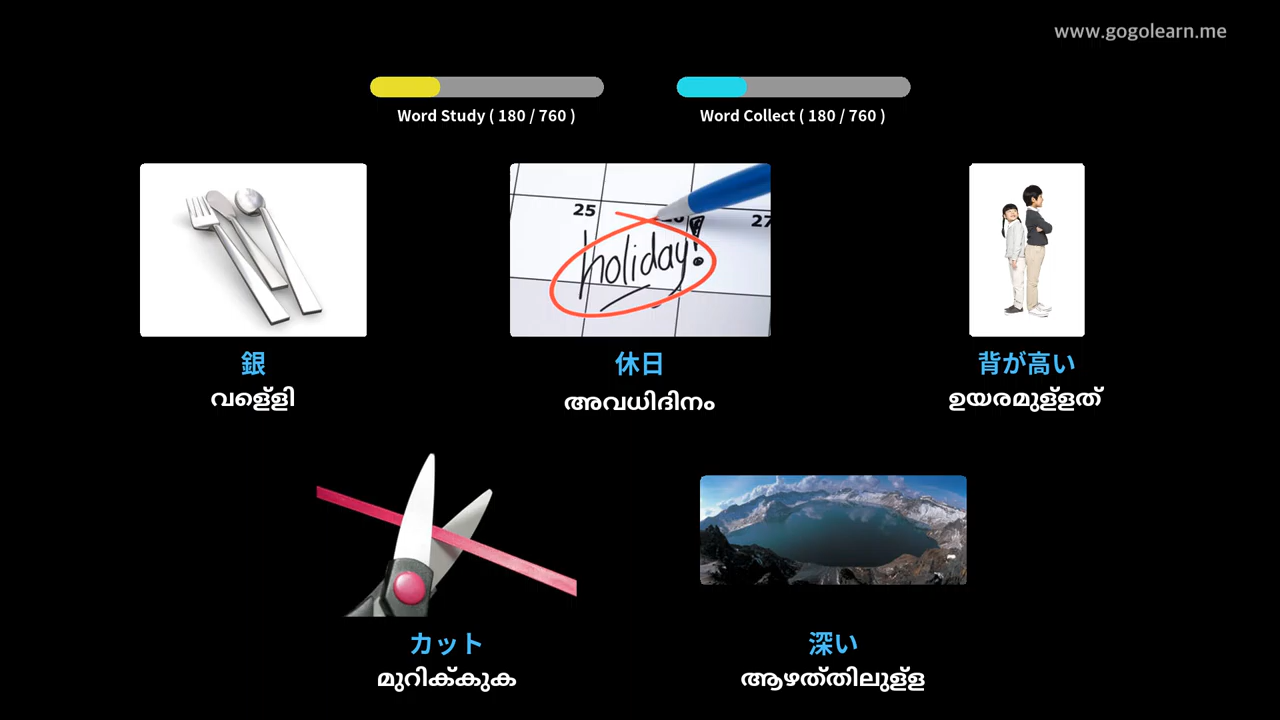 www.gogolearn.me
Word Study ( 180 / 760 )
Word Collect ( 180 / 760 )
25
27
holiday!
銀
休日
背が高い
വെള്ളി
അവധിദിനം
ഉയരമുള്ളത്
カット
深い
മുറിക്കുക
ആഴത്തിലുള്ള